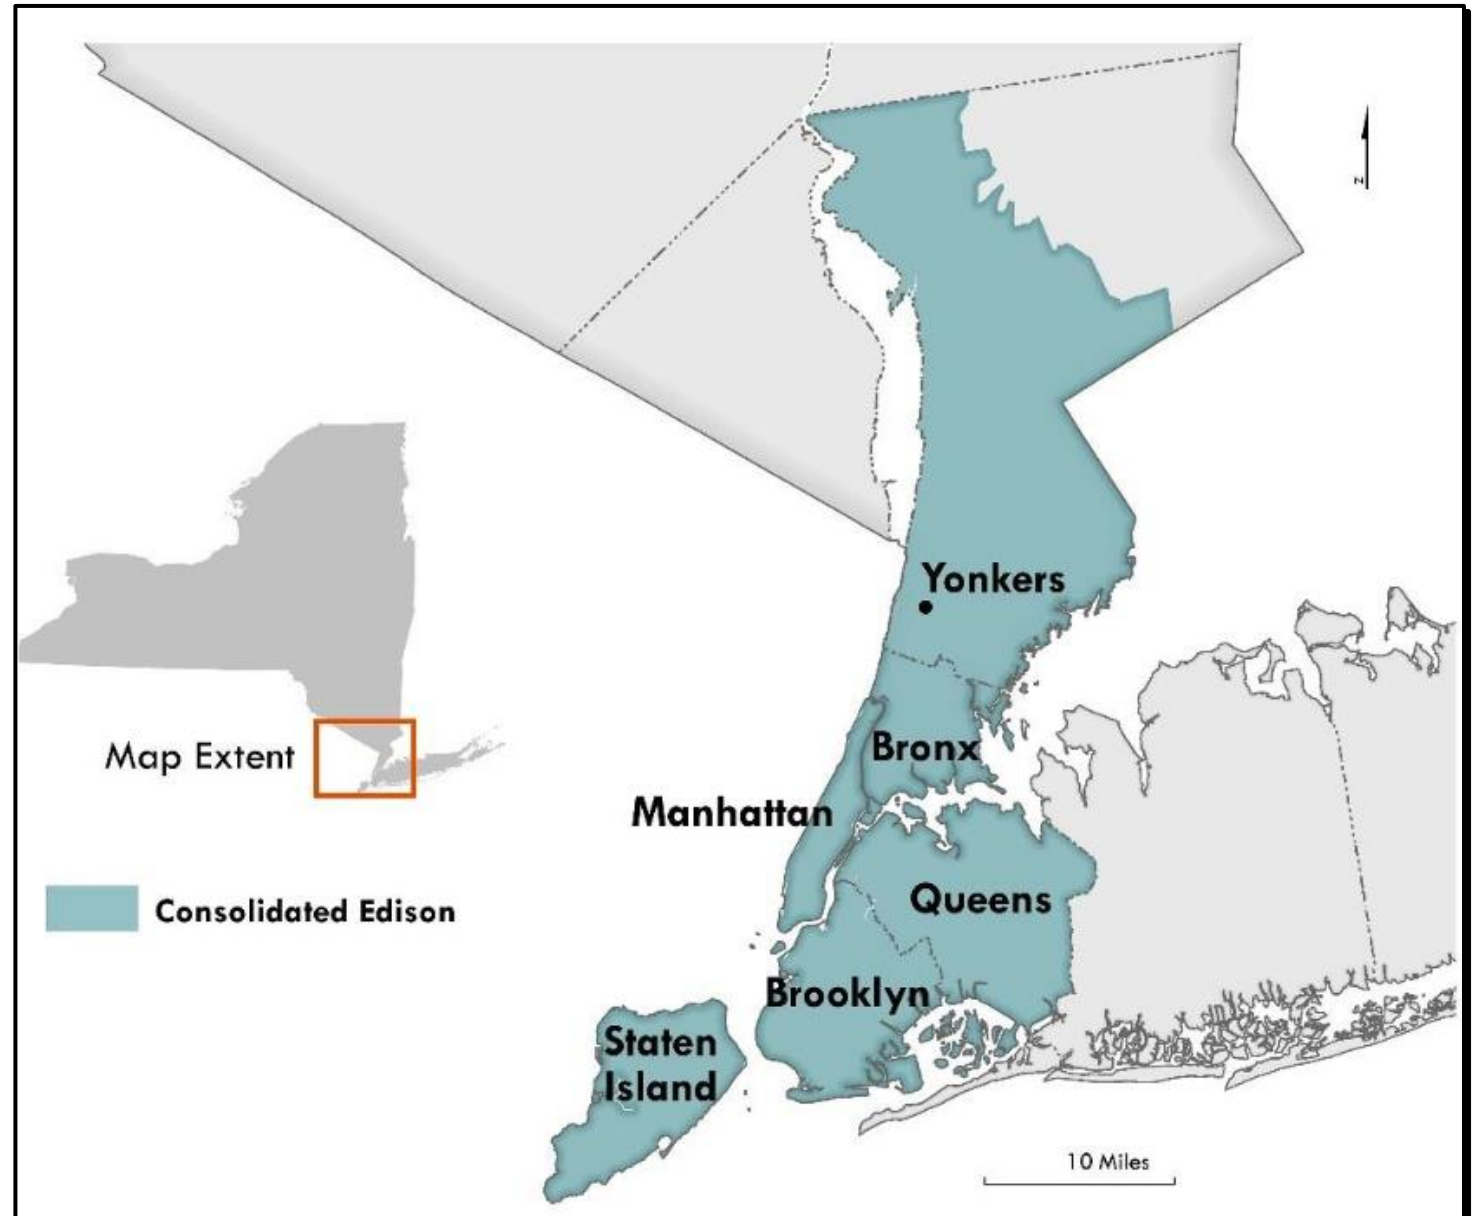 N
Yonkers
Bronx
Map Extent
Manhattan
Queens
Consolidated Edison
Brooklyn
Staten
Island
10 Miles